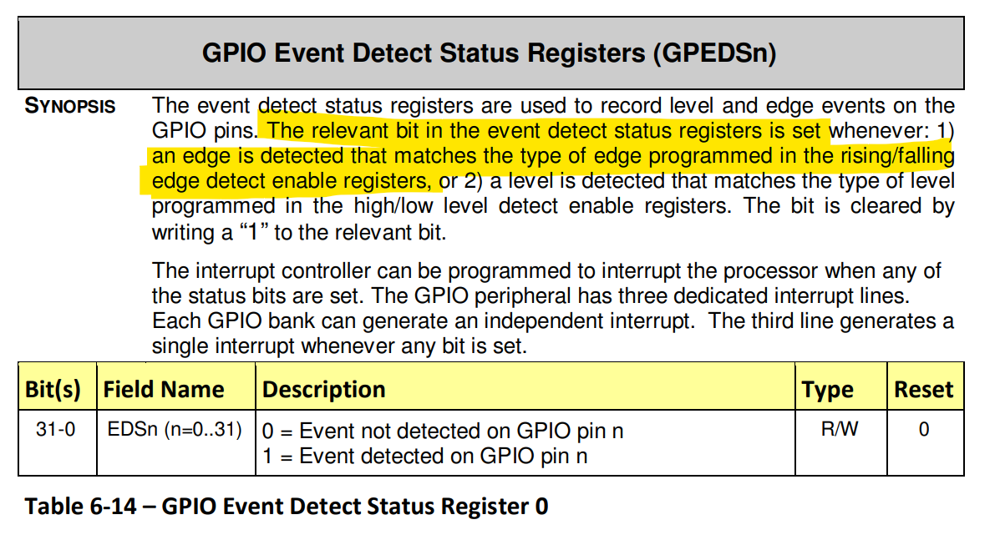 GPIO Event Detect Status Registers (GPEDSn)
SYNOPSIS The event detect status registers are used to record level and edge events on the
GPIO pins. The relevant bit in the event detect status registers is set whenever: 1)
an edge is detected that matches the type of edge programmed in the rising/falling
edge detect enable registers, or 2) a level is detected that matches the type of level
programmed in the high/low level detect enable registers. The bit is cleared by
writing a “1” to the relevant bit.
The interrupt controller can be programmed to interrupt the processor when any of
the status bits are set. The GPIO peripheral has three dedicated interrupt lines.
Each GPIO bank can generate an independent interrupt. The third line generates a
single interrupt whenever any bit is set.
Bit(s) Field Name Description Type Reset
31-0 EDSn (n=0..31) 0 = Event not detected on GPIO pin n R/W 0
1 = Event detected on GPIO pin n
Table 6-14 – GPIO Event Detect Status Register 0